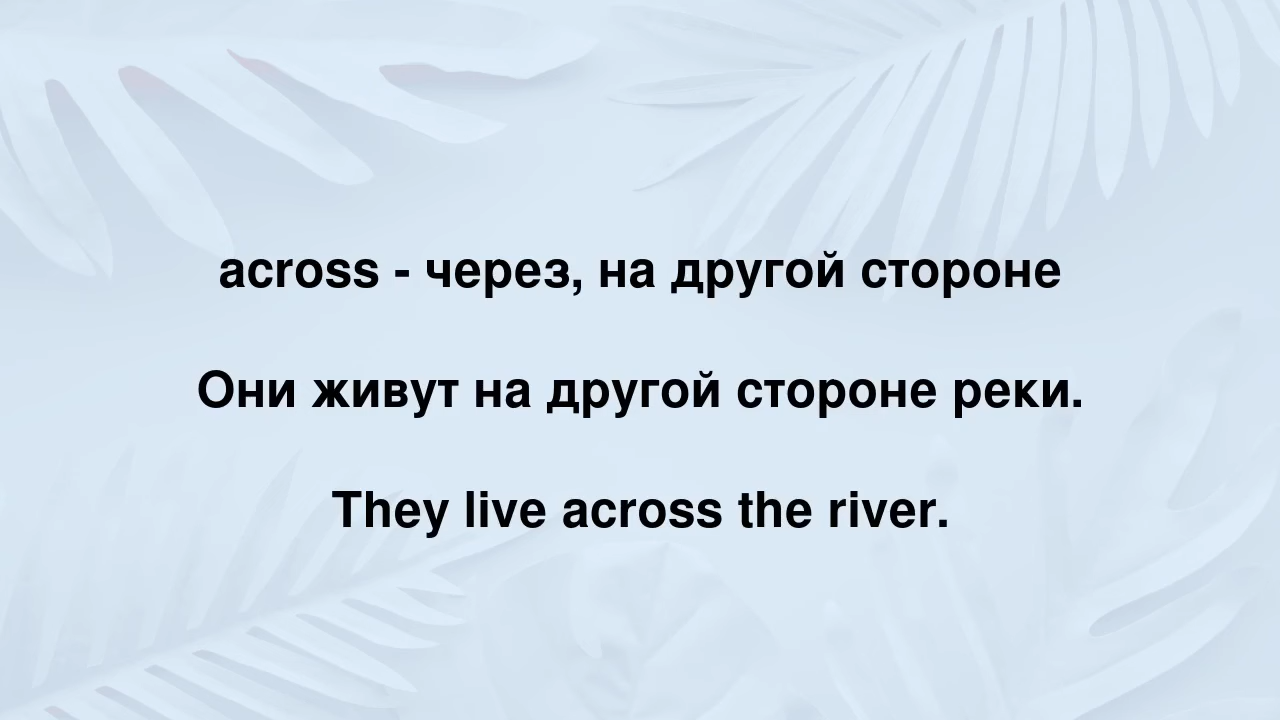 across - через, на другой стороне
Они живут на другой стороне реки.
They live across the river.